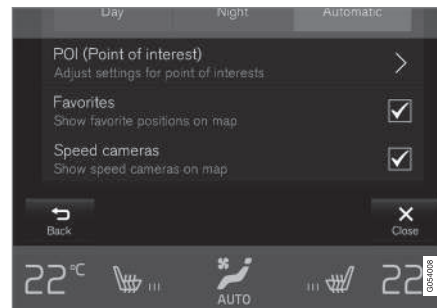 Day Night Automatic
POI (Point of interest)
Adjust settings for point of interests
Favorites
Show favorite positions on map
Speed cameras
Show speed cameras on map
Back
Close
22°C
AUTO
22
G054008